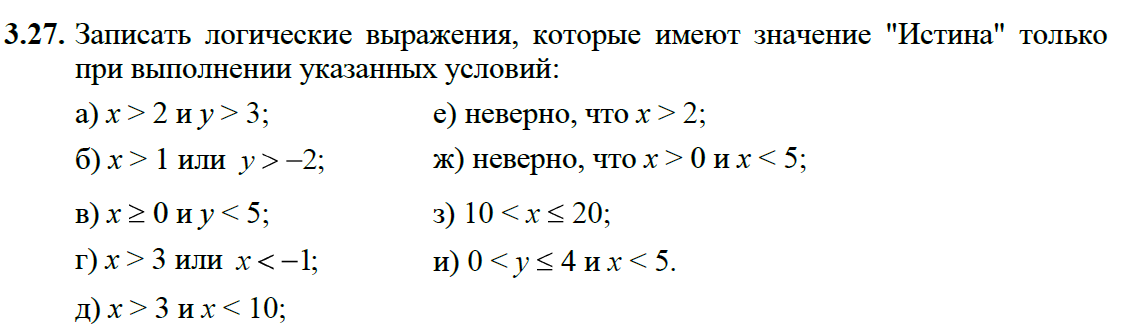 3.27. Записать логические выражения, которые имеют значение "Истина" только
при выполнении указанных условий:
а) x > 2 и y > 3;
б) x > 1 или y > −2;
в) x ≥ 0 и y < 5;
г) x > 3 или x < −1;
д) x > 3 и x < 10;
е) неверно, что x > 2;
ж) неверно, что x > 0 и x < 5;
з) 10 < x ≤ 20;
и) 0 < y ≤ 4 и x < 5.